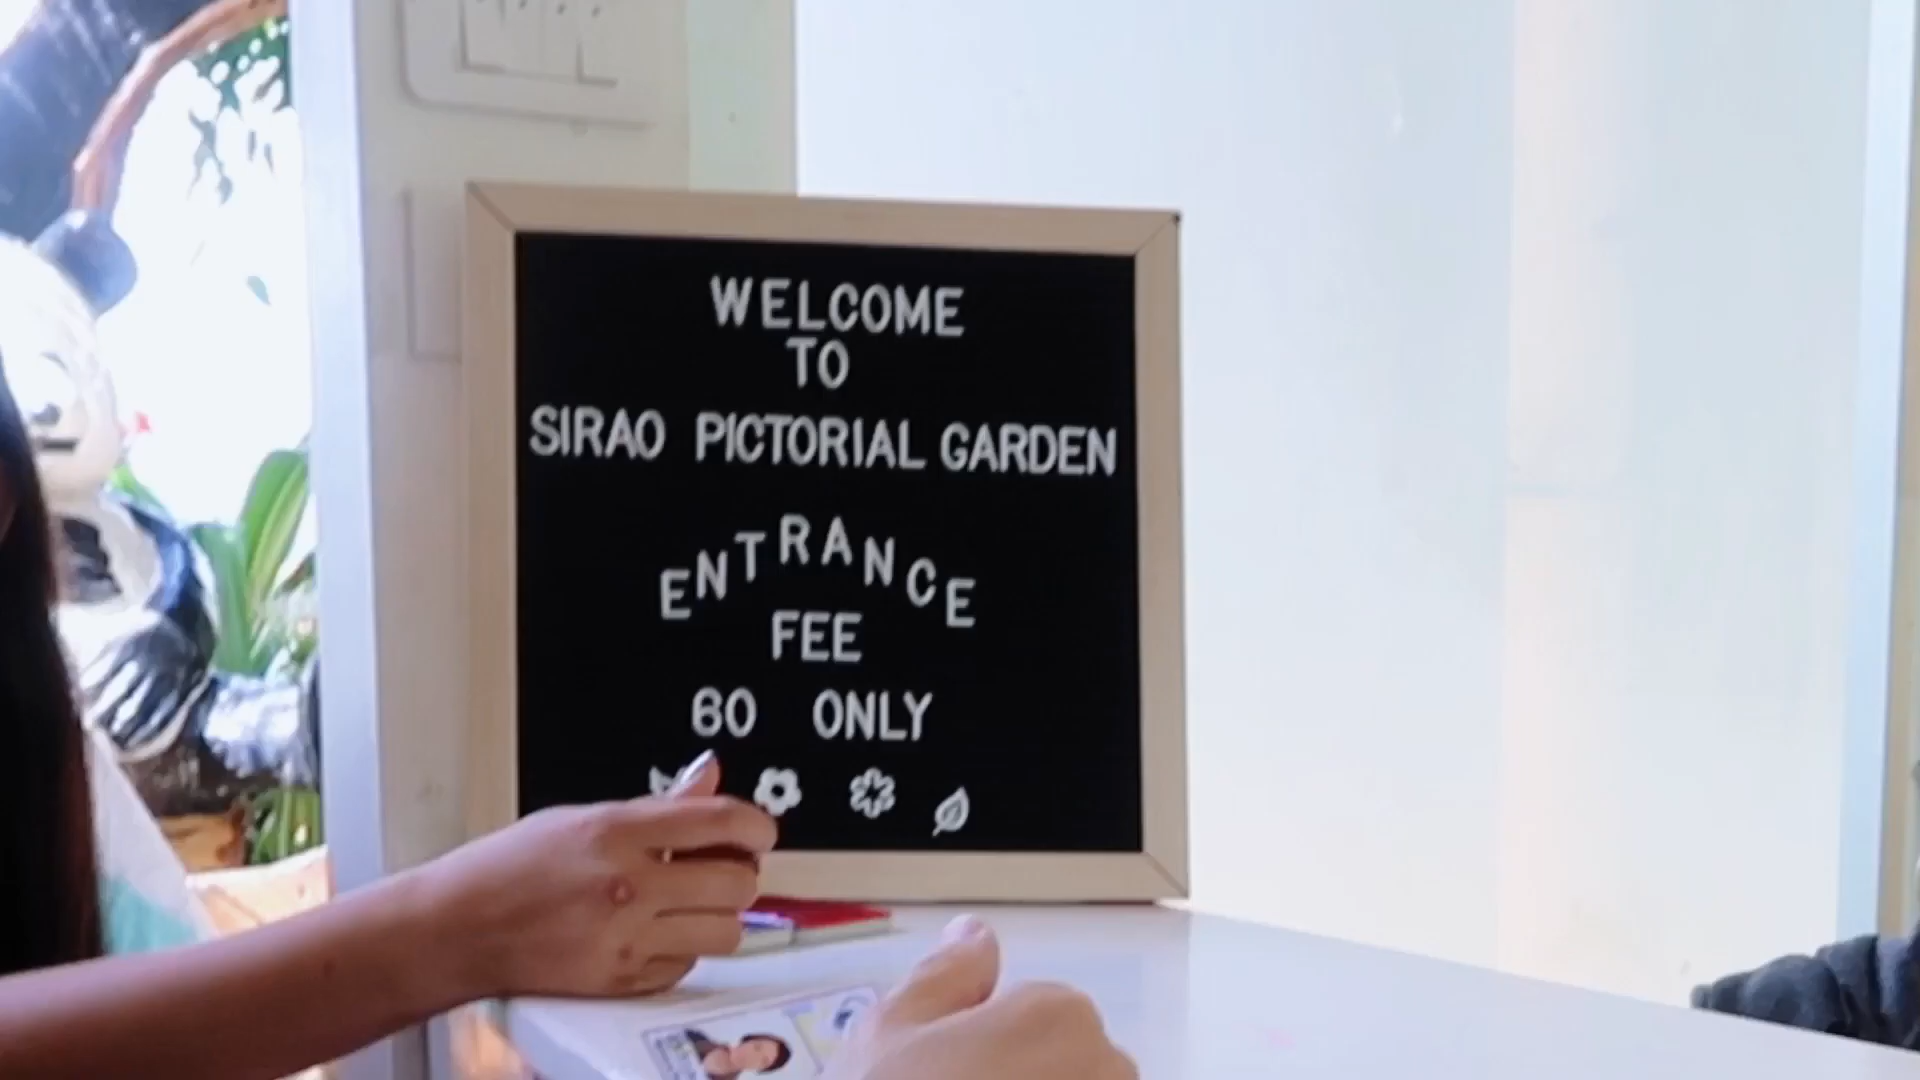 WELCOME
TO
SIRAO PICTORIAL GARDEN
ENTRANCE
FEE
60 ONLY